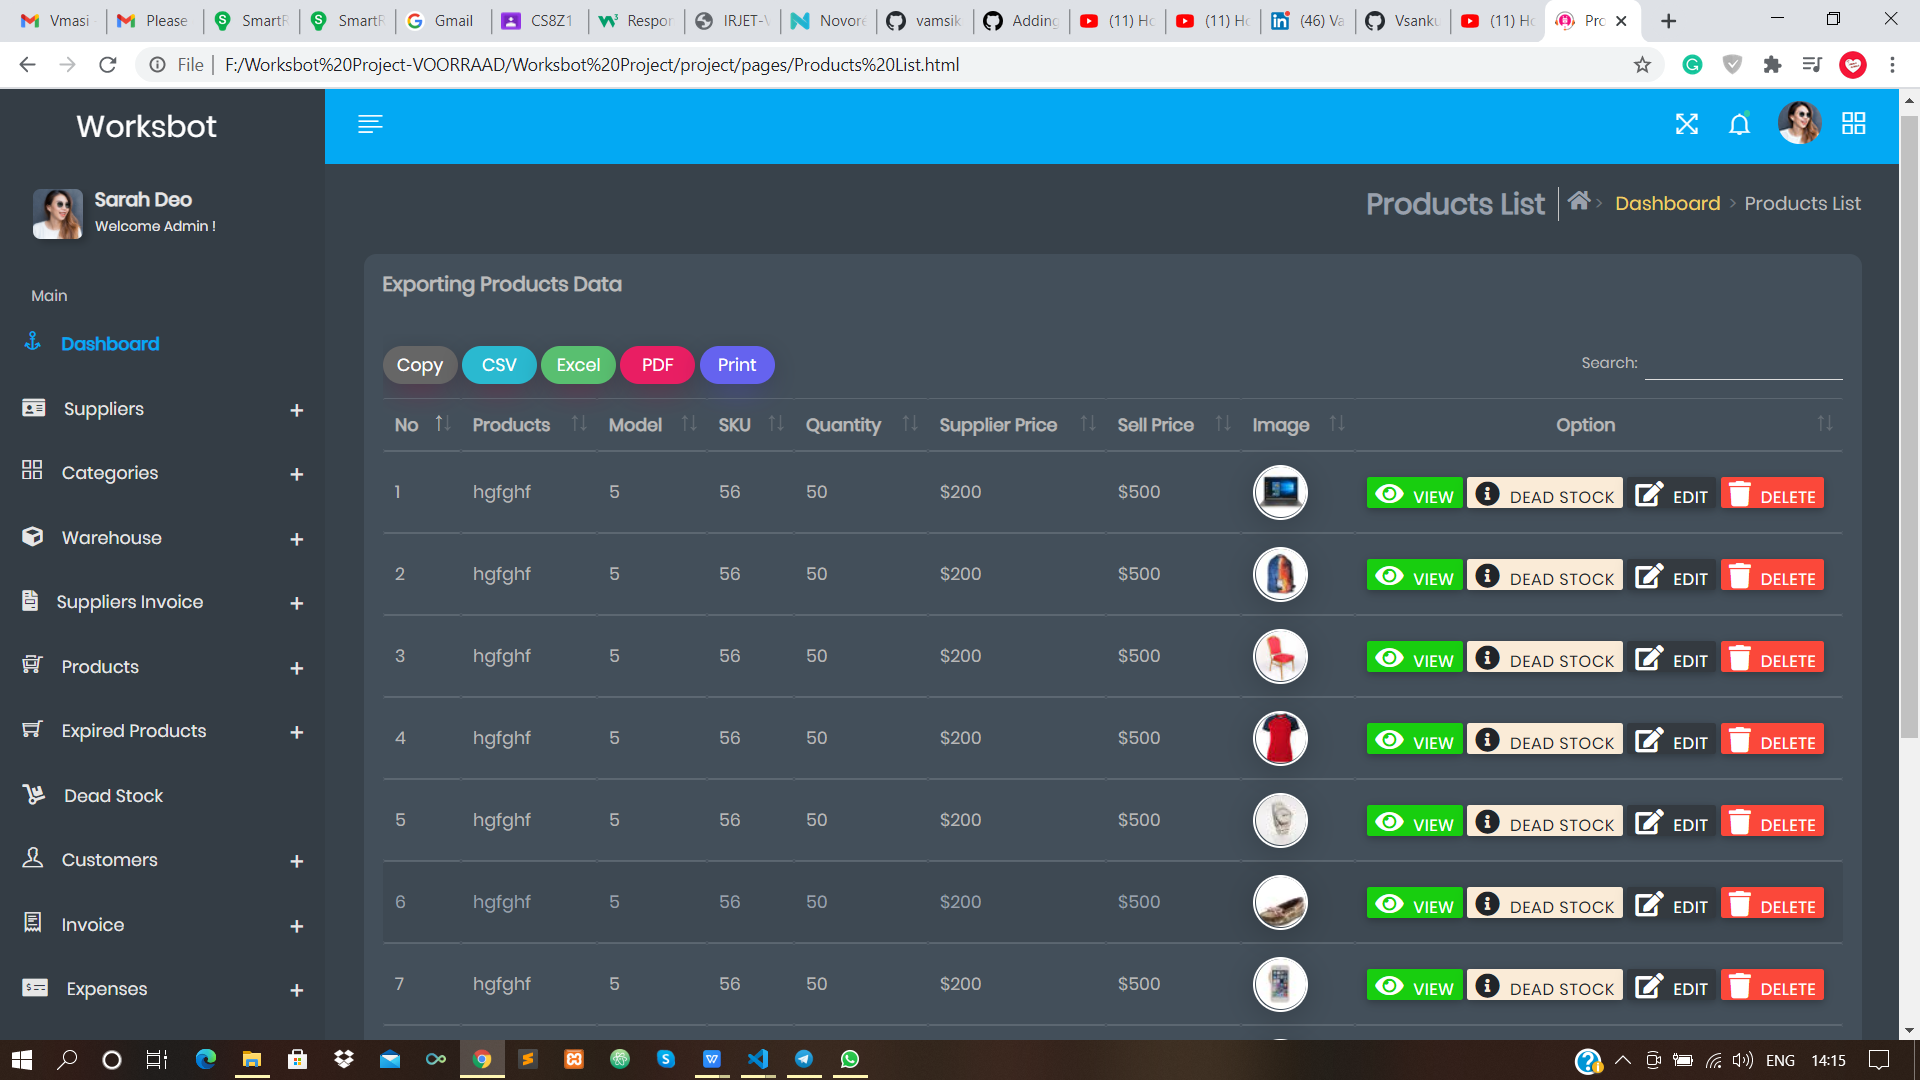 Vmasi
Please
SmartR
SmartR
Gmail
CS8Z1
Respor
IRJET-V
Novore
vamsik
Adding
(11) Ho
(11) Ho
(46) Va
Vsanku
(11) Ho
Pro
File
F:/Worksbot%20Project-VOORRAAD/Worksbot%20Project/project/pages/Products%20List.html
Worksbot
Sarah Deo
Welcome Admin !
Products List
> Dashboard > Products List
Main
Dashboard
Suppliers +
Categories +
Warehouse +
Suppliers Invoice +
Products +
Expired Products +
Dead Stock
Customers +
Invoice +
Expenses +
Exporting Products Data
Copy CSV Excel PDF Print
Search:
No Products Model SKU Quantity Supplier Price Sell Price Image Option
1 hgfghf 5 56 50 $200 $500 VIEW DEAD STOCK EDIT DELETE
2 hgfghf 5 56 50 $200 $500 VIEW DEAD STOCK EDIT DELETE
3 hgfghf 5 56 50 $200 $500 VIEW DEAD STOCK EDIT DELETE
4 hgfghf 5 56 50 $200 $500 VIEW DEAD STOCK EDIT DELETE
5 hgfghf 5 56 50 $200 $500 VIEW DEAD STOCK EDIT DELETE
6 hgfghf 5 56 50 $200 $500 VIEW DEAD STOCK EDIT DELETE
7 hgfghf 5 56 50 $200 $500 VIEW DEAD STOCK EDIT DELETE
ENG 14:15